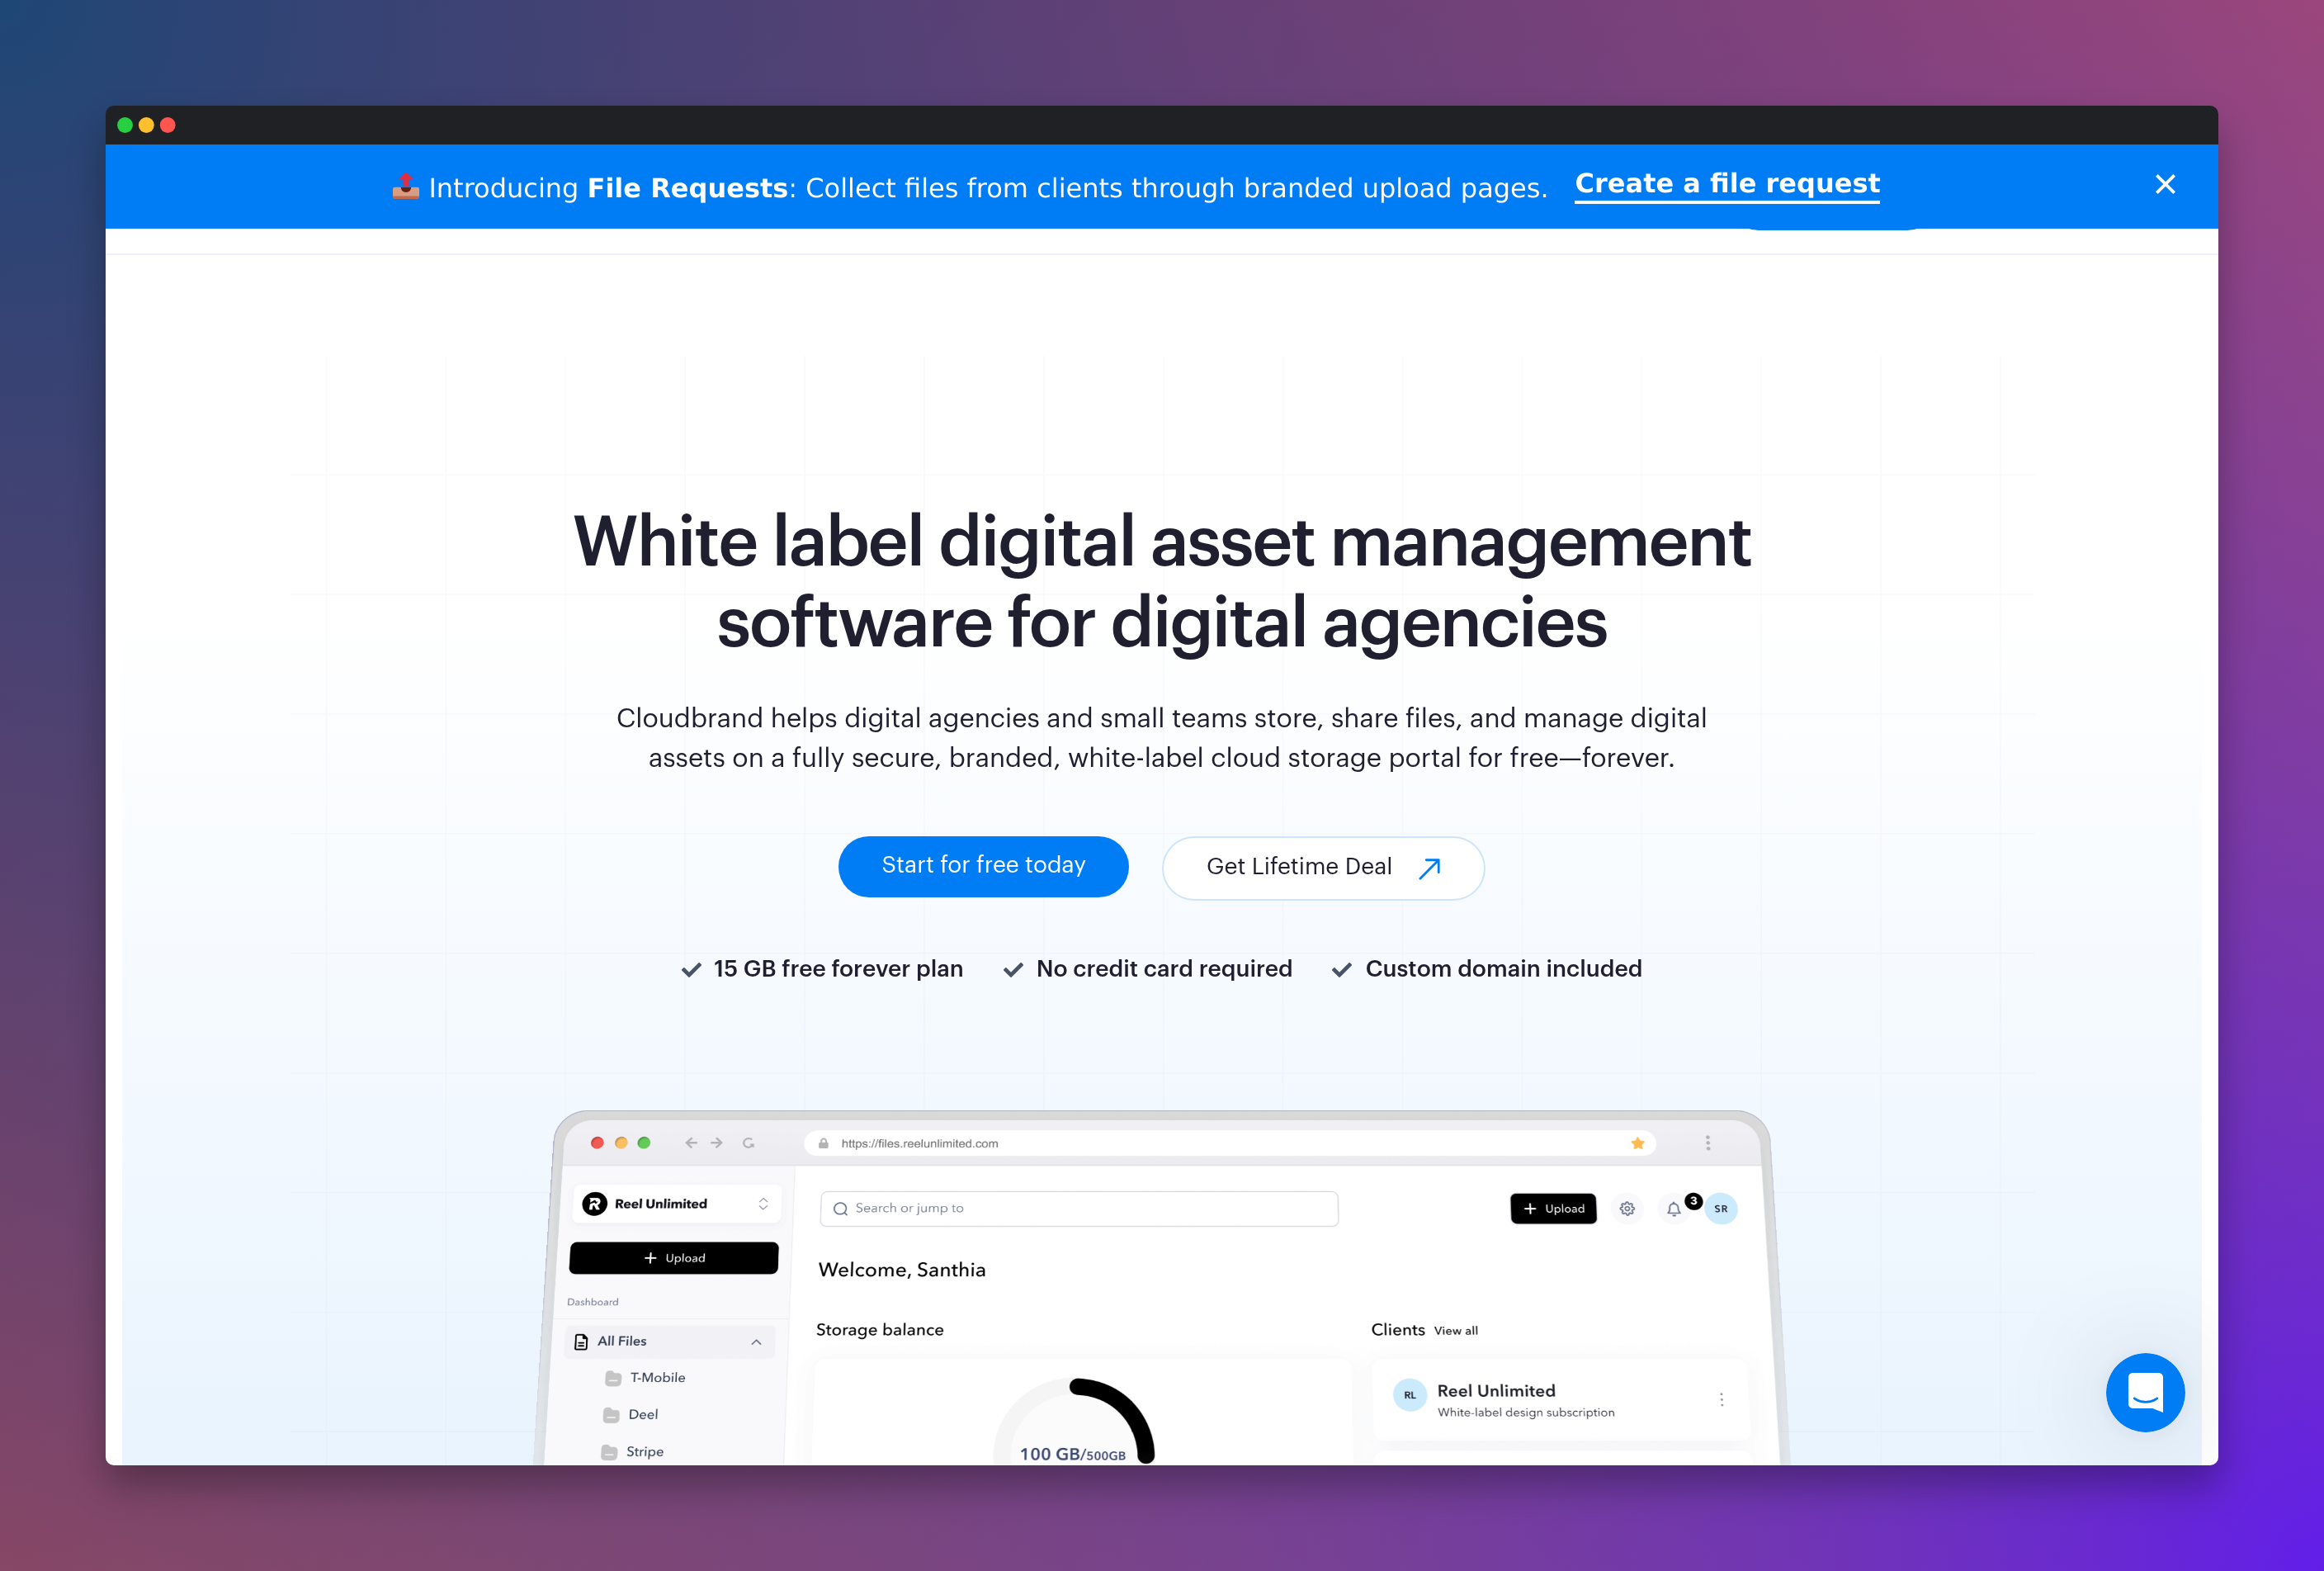 Introducing File Requests: Collect files from clients through branded upload pages. Create a file request
White label digital asset management
software for digital agencies
Cloudbrand helps digital agencies and small teams store, share files, and manage digital
assets on a fully secure, branded, white-label cloud storage portal for free—forever.
Start for free today
Get Lifetime Deal
15 GB free forever plan
No credit card required
Custom domain included
https://files.reelunlimited.com
Reel Unlimited
Search or jump to
Upload
3
SR
Upload
Welcome, Santhia
Dashboard
Storage balance
Clients View all
All Files
T-Mobile
Deel
Stripe
100 GB/500GB
RL
Reel Unlimited
White-label design subscription